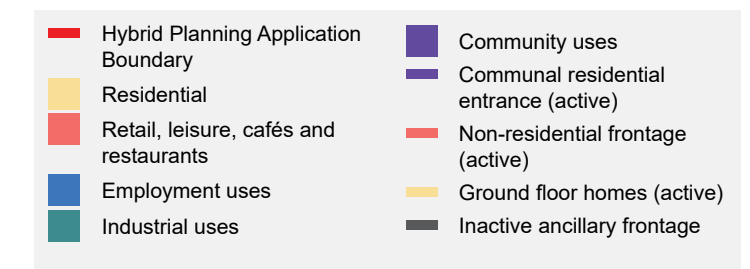 Hybrid Planning Application
Boundary
Residential
Retail, leisure, cafés and
restaurants
Employment uses
Industrial uses
Community uses
Communal residential
entrance (active)
Non-residential frontage
(active)
Ground floor homes (active)
Inactive ancillary frontage